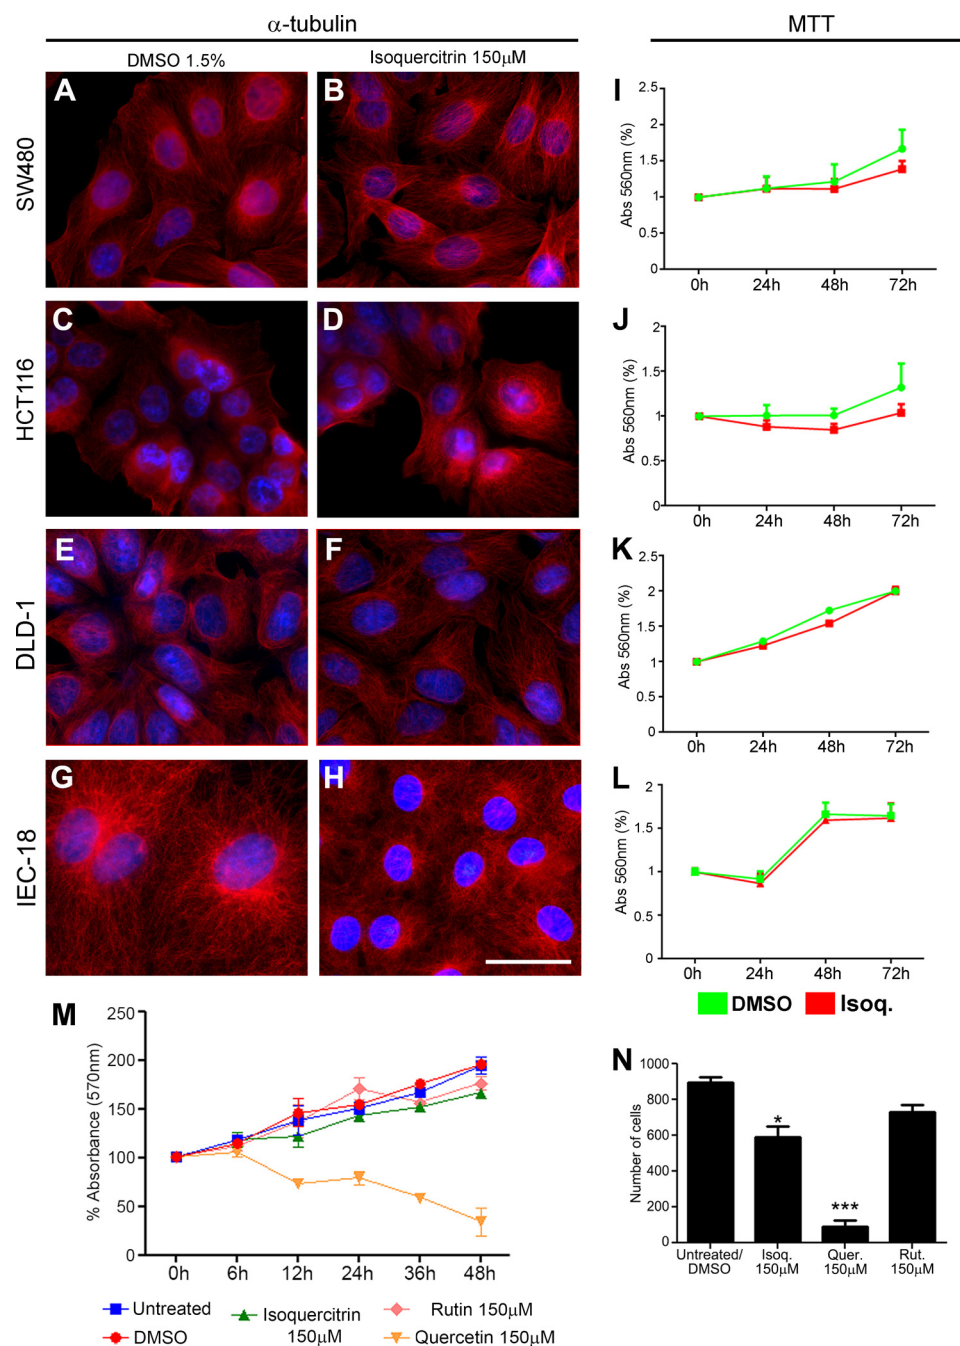 α-tubulin
MTT
DMSO 1.5%
Isoquercitrin 150µM
SW480
A
B
I
Abs 560nm (%)
2.5
2
1.5
1
0.5
0
0h 24h 48h 72h
HCT116
C
D
J
Abs 560nm (%)
2
1.5
1
0.5
0
0h 24h 48h 72h
DLD-1
E
F
K
Abs 560nm (%)
2.5
2
1.5
1
0.5
0
0h 24h 48h 72h
IEC-18
G
H
L
Abs 560nm (%)
2
1.5
1
0.5
0
0h 24h 48h 72h
DMSO Isoq.
M
% Absorbance (570nm)
250
200
150
100
50
0
0h 6h 12h 24h 36h 48h
Untreated
DMSO
Isoquercitrin
150µM
Rutin 150µM
Quercetin 150µM
N
Number of cells
1000
800
600
400
200
0
*
***
Untreated/
DMSO
Isoq.
150µM
Quer.
150µM
Rut.
150µM